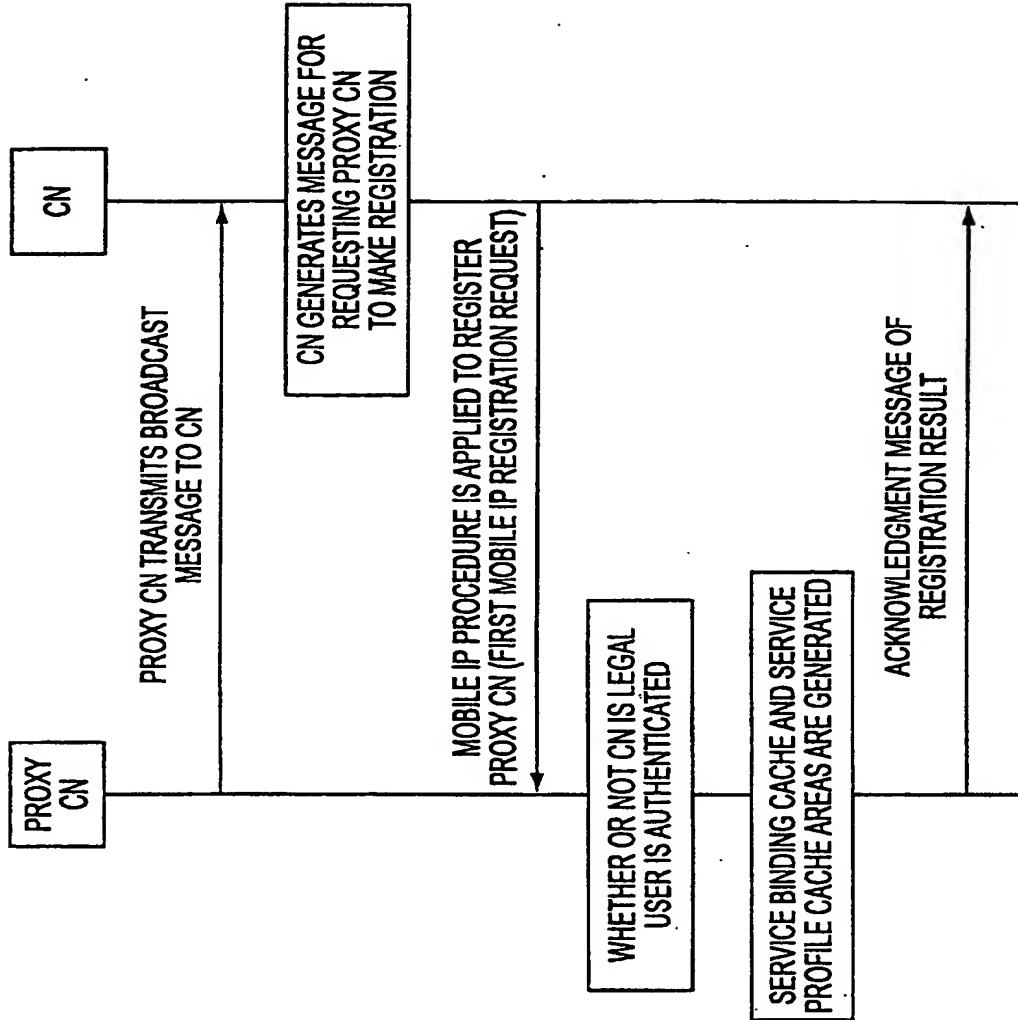 PROXY
CN
CN
PROXY CN TRANSMITS BROADCAST
MESSAGE TO CN
CN GENERATES MESSAGE FOR
REQUESTING PROXY CN
TO MAKE REGISTRATION
MOBILE IP PROCEDURE IS APPLIED TO REGISTER
PROXY CN (FIRST MOBILE IP REGISTRATION REQUEST)
WHETHER OR NOT CN IS LEGAL
USER IS AUTHENTICATED
SERVICE BINDING CACHE AND SERVICE
PROFILE CACHE AREAS ARE GENERATED
ACKNOWLEDGMENT MESSAGE OF
REGISTRATION RESULT